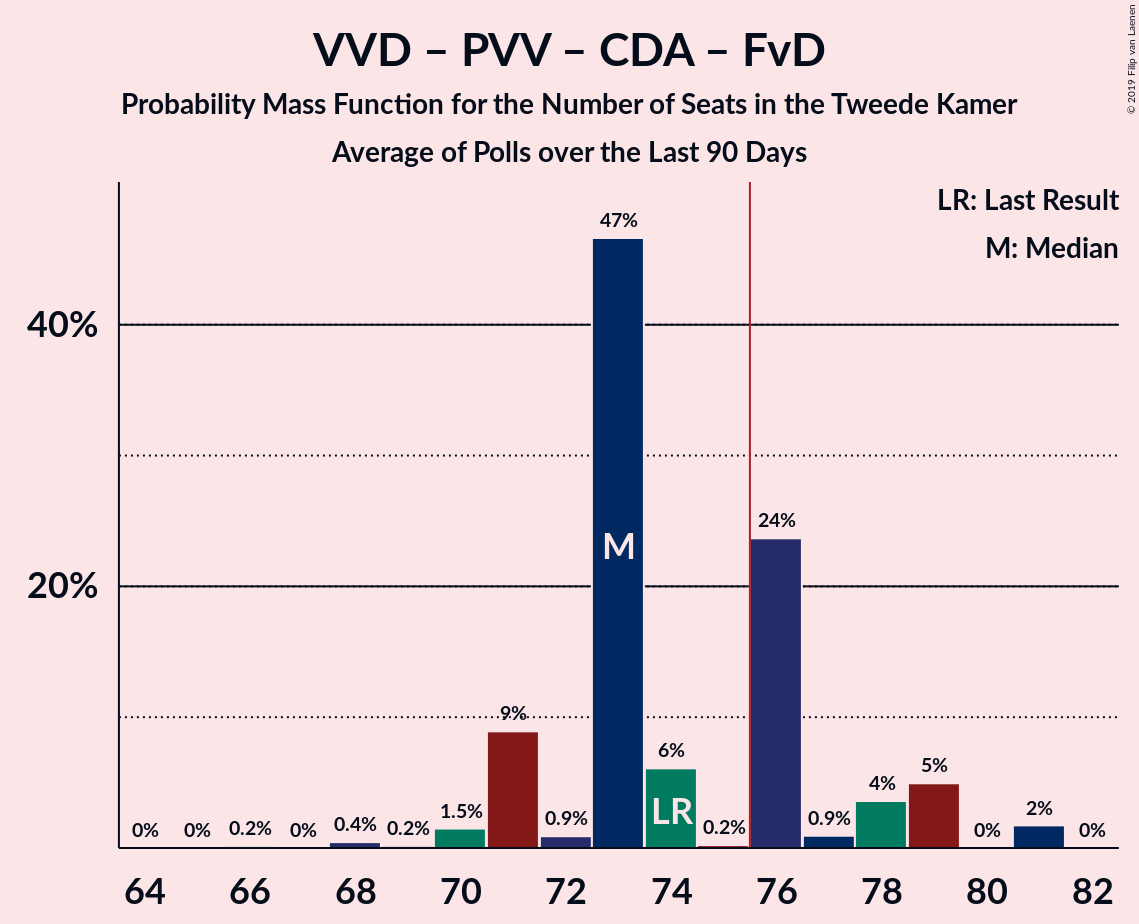 VVD – PVV – CDA – FvD
Probability Mass Function for the Number of Seats in the Tweede Kamer
Average of Polls over the Last 90 Days
© 2019 Filip van Laenen
LR: Last Result
M: Median
40%
20%
0%
0%
0.2%
0%
0.4%
0.2%
1.5%
9%
0.9%
47%
6%
0.2%
24%
0.9%
4%
5%
0%
2%
0%
M
LR
64 66 68 70 72 74 76 78 80 82